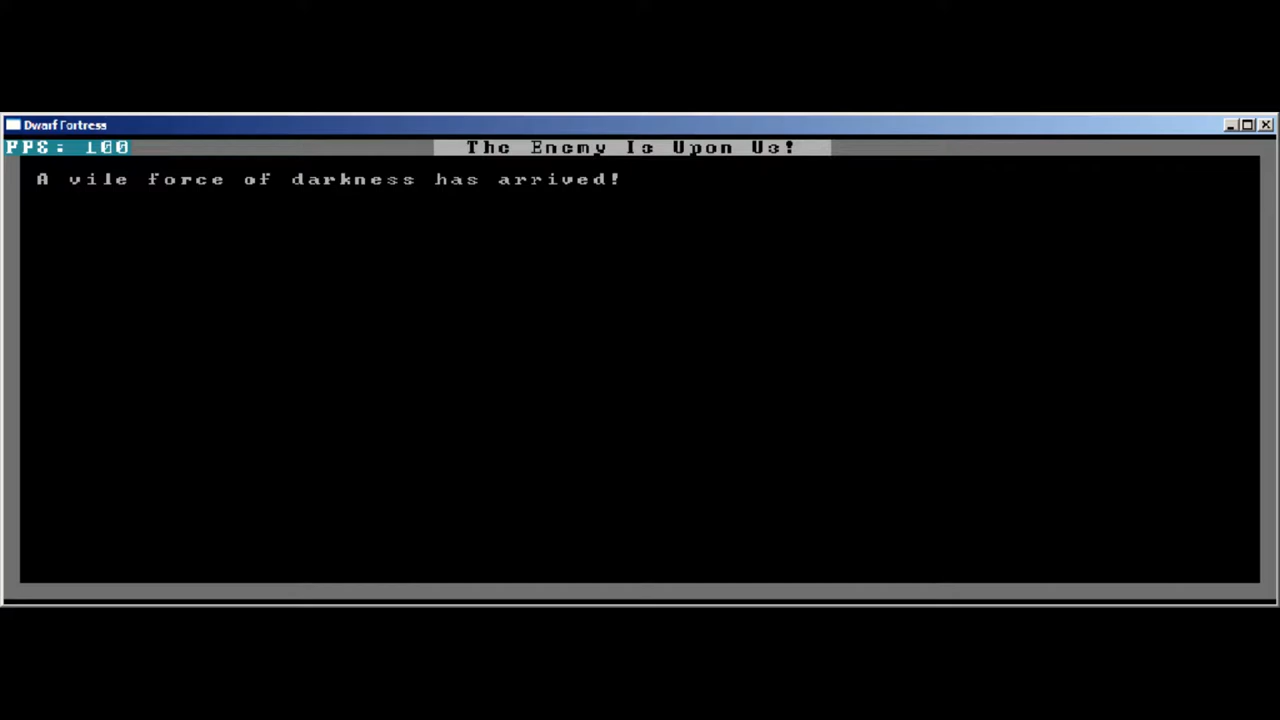 Dwarf Fortress
FPS: 100
The Enemy Is Upon Us!
A vile force of darkness has arrived!